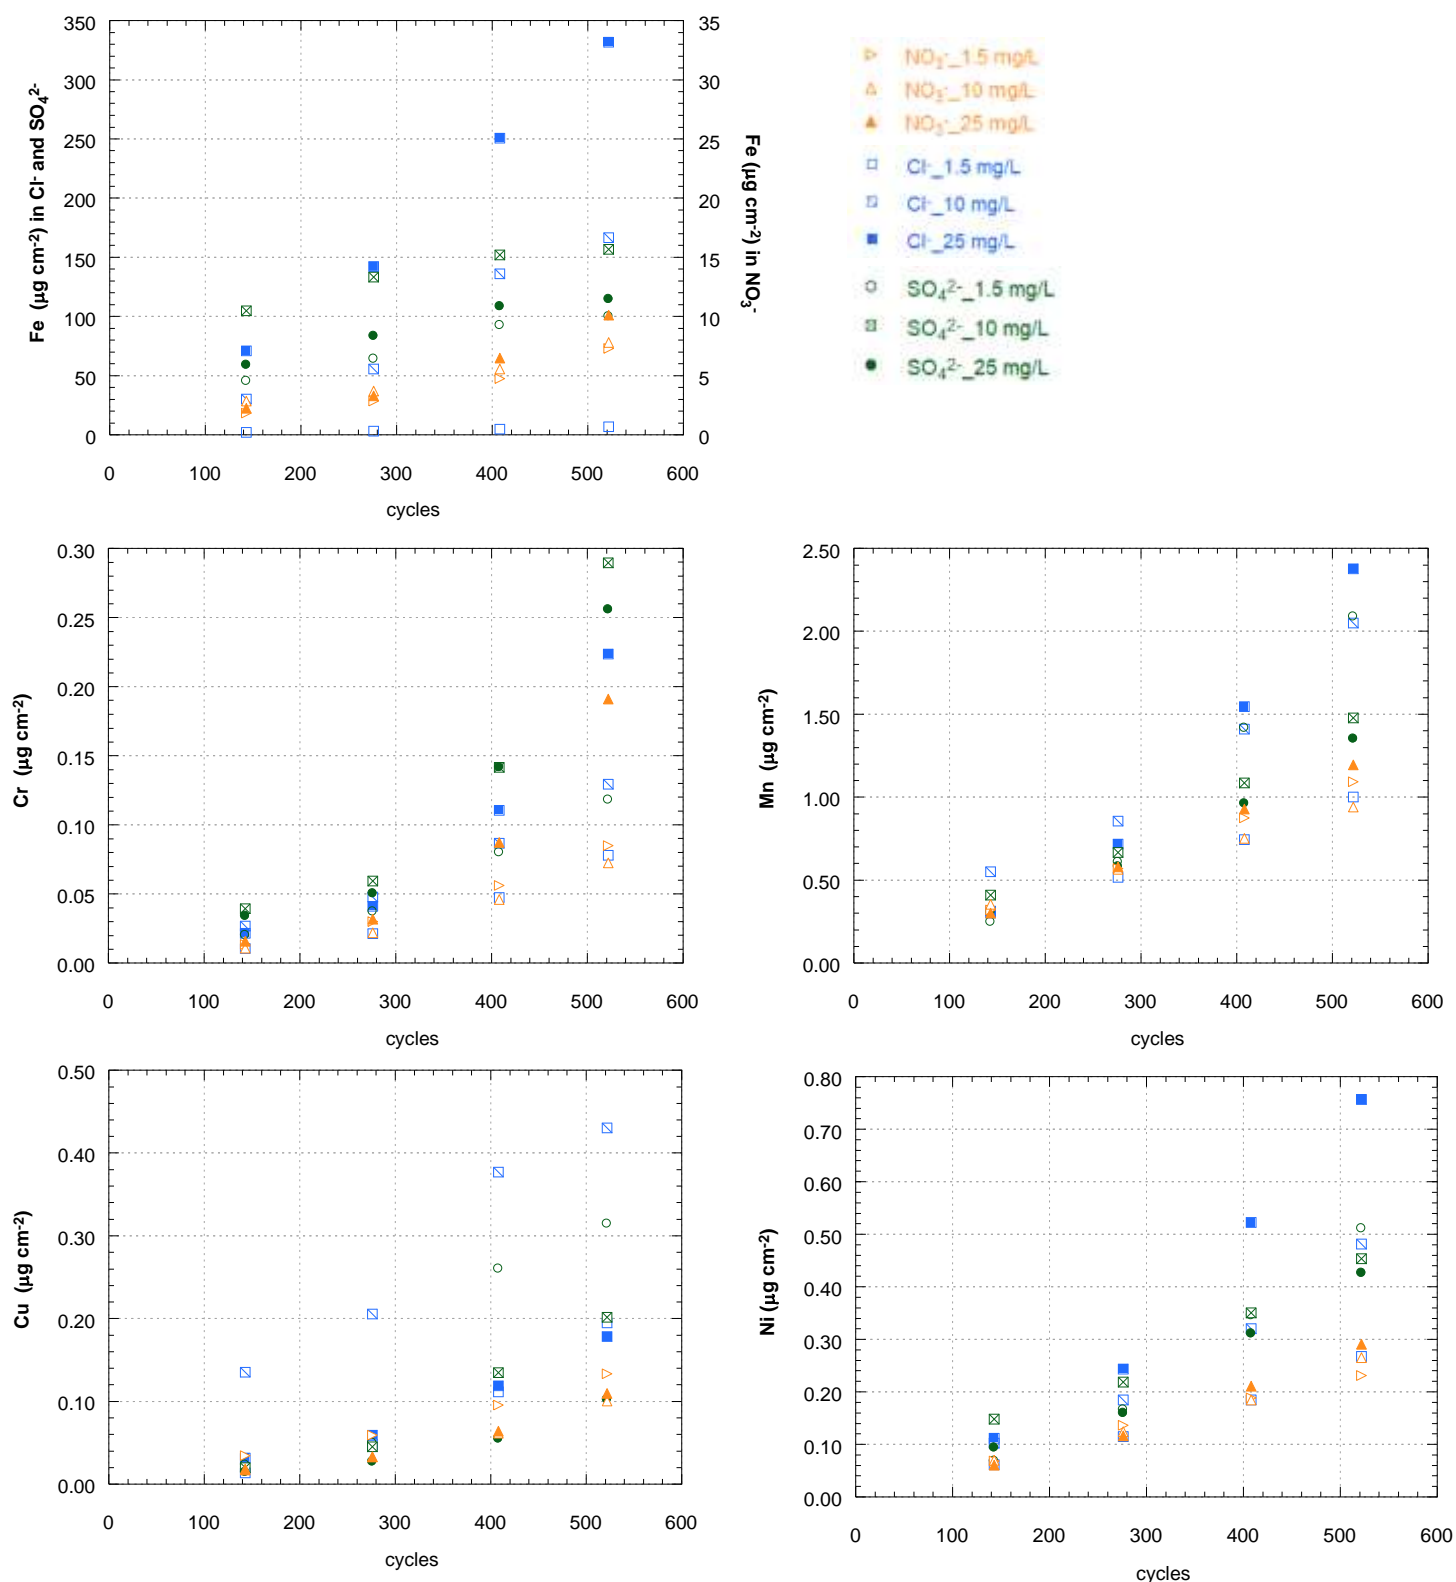 350
300
250
200
150
100
50
0
Fe (μg cm-2) in Cl- and SO₄²-
35
30
25
20
15
10
5
0
Fe (μg cm-2) in NO₃-
0 100 200 300 400 500 600
cycles
NO₃-_1.5 mg/L
NO₃-_10 mg/L
NO₃-_25 mg/L
Cl-_1.5 mg/L
Cl-_10 mg/L
Cl-_25 mg/L
SO₄²-_1.5 mg/L
SO₄²-_10 mg/L
SO₄²-_25 mg/L
0.30
0.25
0.20
0.15
0.10
0.05
0.00
Cr (μg cm-2)
0 100 200 300 400 500 600
cycles
2.50
2.00
1.50
1.00
0.50
0.00
Mn (μg cm-2)
0 100 200 300 400 500 600
cycles
0.50
0.40
0.30
0.20
0.10
0.00
Cu (μg cm-2)
0 100 200 300 400 500 600
cycles
0.80
0.70
0.60
0.50
0.40
0.30
0.20
0.10
0.00
Ni (μg cm-2)
0 100 200 300 400 500 600
cycles